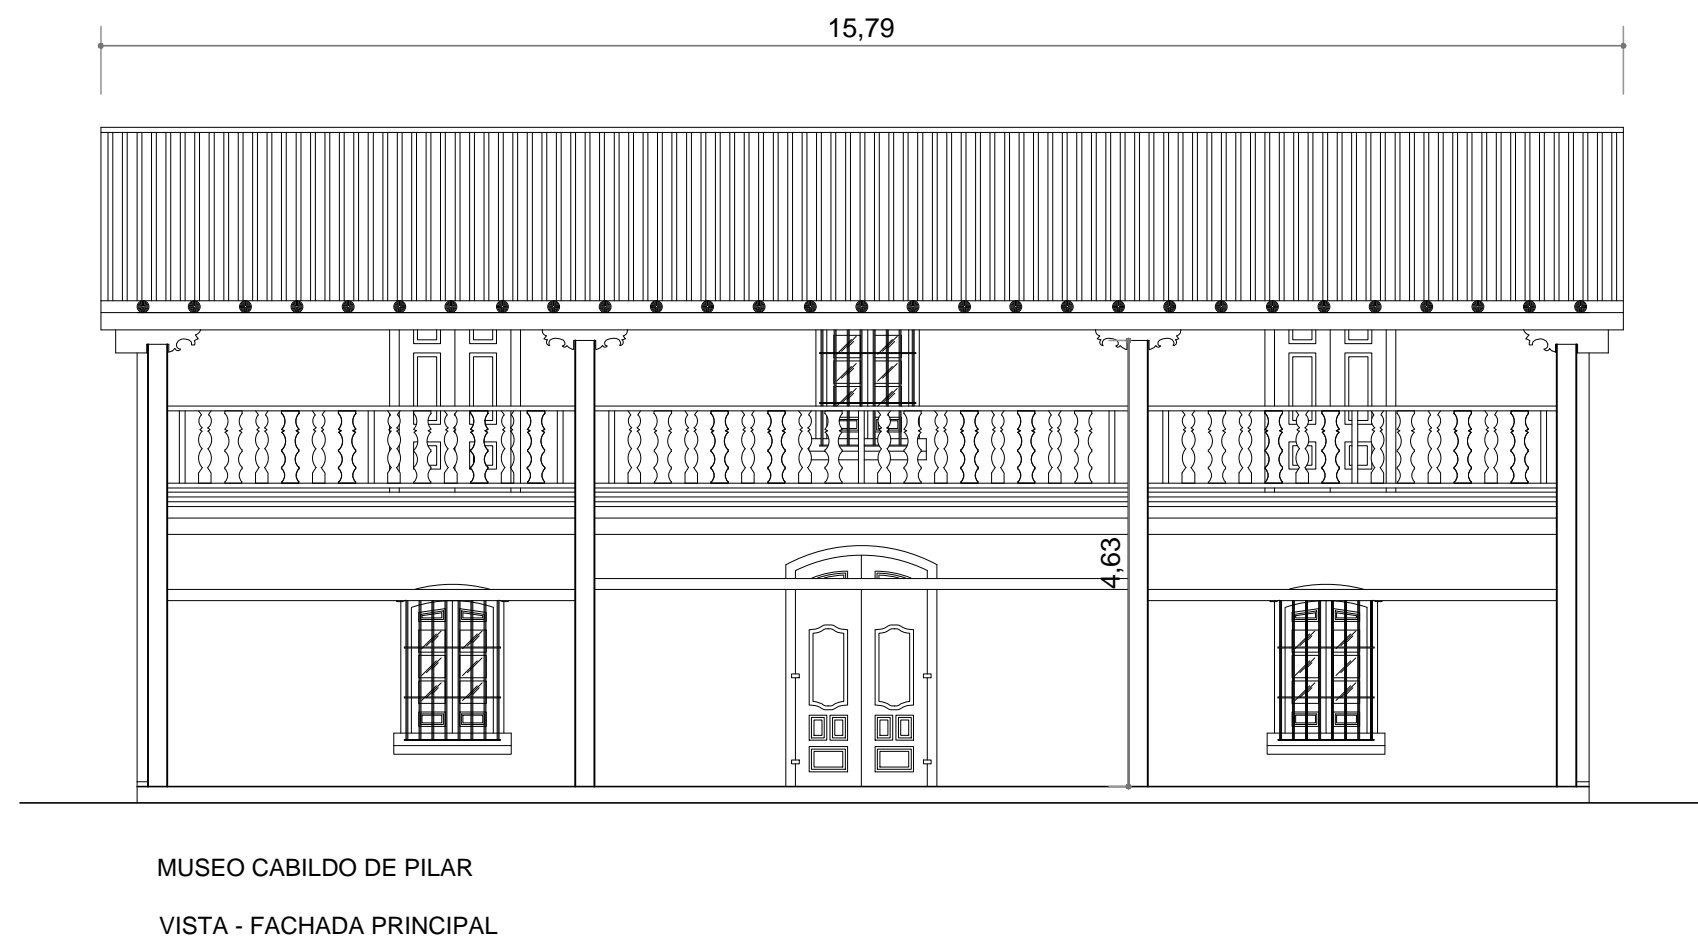 15,79
4,63
MUSEO CABILDO DE PILAR
VISTA - FACHADA PRINCIPAL